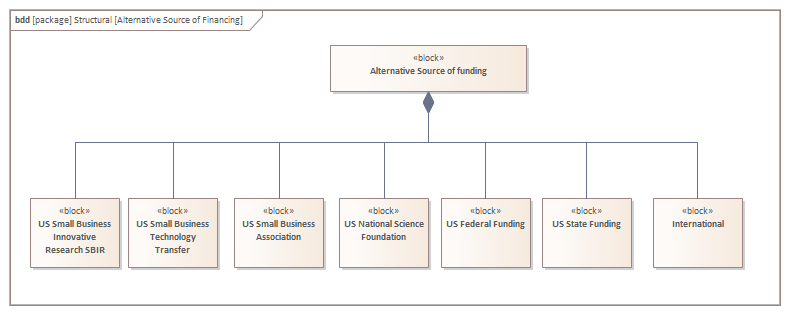 bdd [package] Structural [Alternative Source of Financing]
«block»
Alternative Source of funding
«block»
US Small Business
Innovative
Research SBIR
«block»
US Small Business
Technology
Transfer
«block»
US Small Business
Association
«block»
US National Science
Foundation
«block»
US Federal Funding
«block»
US State Funding
«block»
International